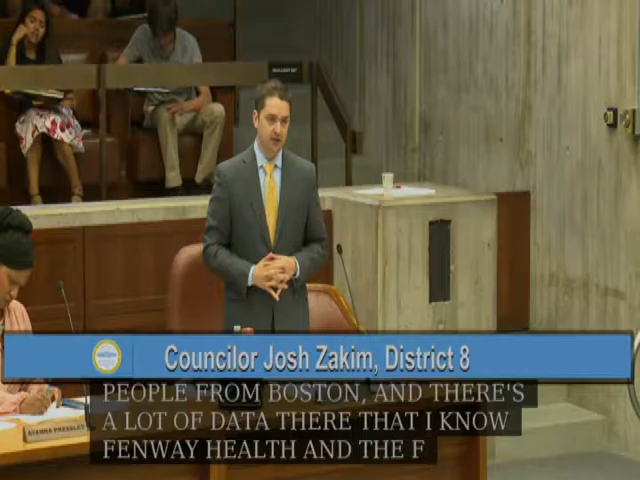 Councilor Josh Zakim, District 8
PEOPLE FROM BOSTON, AND THERE'S
A LOT OF DATA THERE THAT I KNOW
FENWAY HEALTH AND THE F
AYANNA PRESSLEY